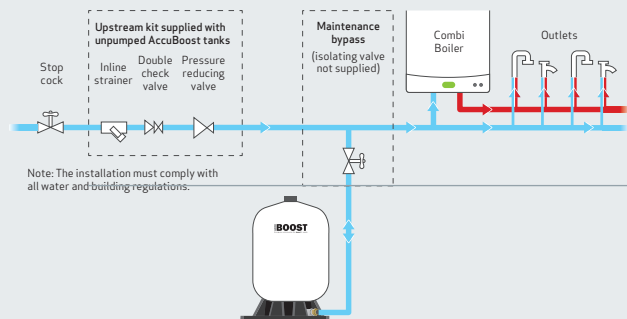 Upstream kit supplied with
unpumped AccuBoost tanks
Stop
cock
Inline
strainer
Double
check
valve
Pressure
reducing
valve
Maintenance
bypass
(isolating valve
not supplied)
Combi
Boiler
Outlets
Note: The installation must comply with
all water and building regulations.
BOOST